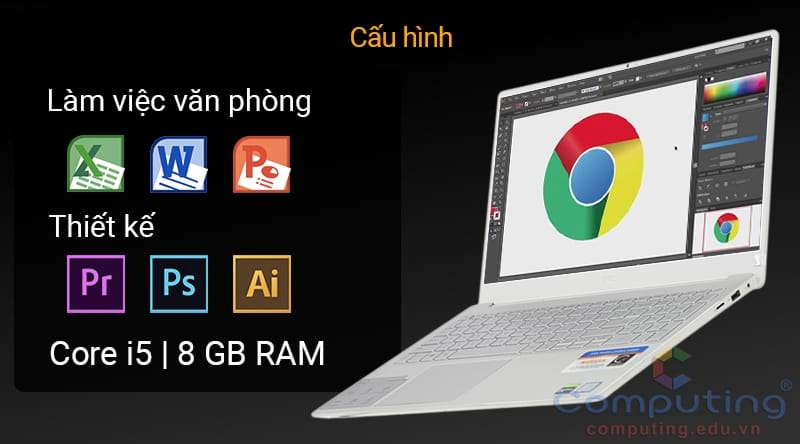 Cấu hình
Làm việc văn phòng
X W P
Thiết kế
Pr Ps Ai
Core i5 | 8 GB RAM
Computing®
computing.edu.vn